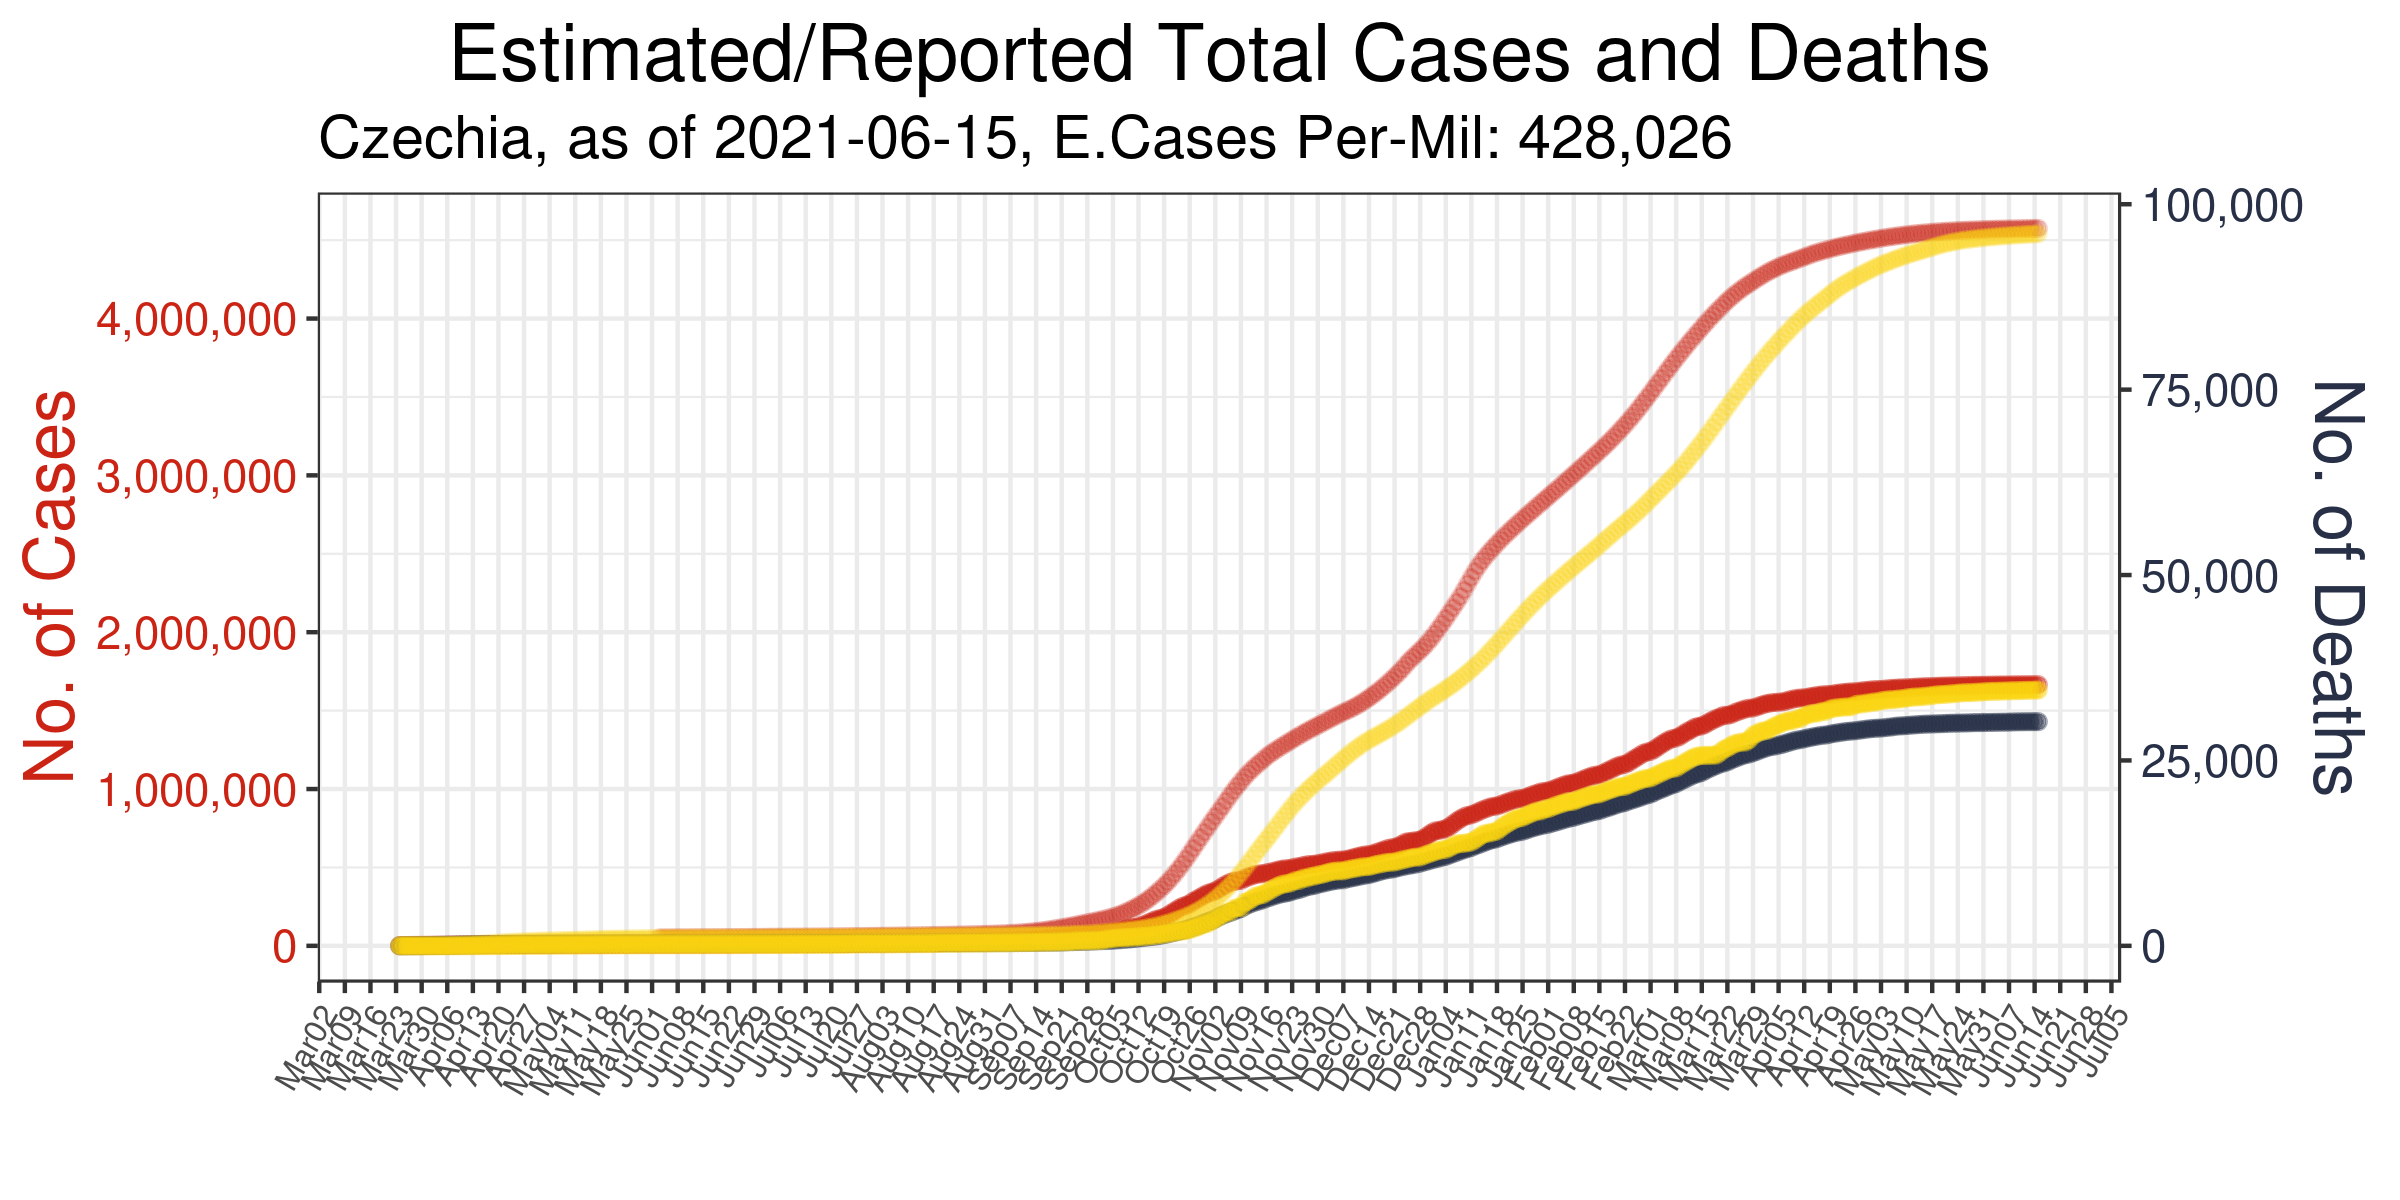 Estimated/Reported Total Cases and Deaths
Czechia, as of 2021-06-15, E.Cases Per-Mil: 428,026
No. of Cases
4,000,000
3,000,000
2,000,000
1,000,000
0
100,000
75,000
50,000
25,000
0
No. of Deaths
Mar02
Mar09
Mar16
Mar23
Mar30
Apr06
Apr13
Apr20
Apr27
May04
May11
May18
May25
Jun01
Jun08
Jun15
Jun22
Jun29
Jul06
Jul13
Jul20
Jul27
Aug03
Aug10
Aug17
Aug24
Aug31
Sep07
Sep14
Sep21
Sep28
Oct05
Oct12
Oct19
Oct26
Nov02
Nov09
Nov16
Nov23
Nov30
Dec07
Dec14
Dec21
Dec28
Jan04
Jan11
Jan18
Jan25
Feb01
Feb08
Feb15
Feb22
Mar01
Mar08
Mar15
Mar22
Mar29
Apr05
Apr12
Apr19
Apr26
May03
May10
May17
May24
May31
Jun07
Jun14
Jun21
Jun28
Jul05